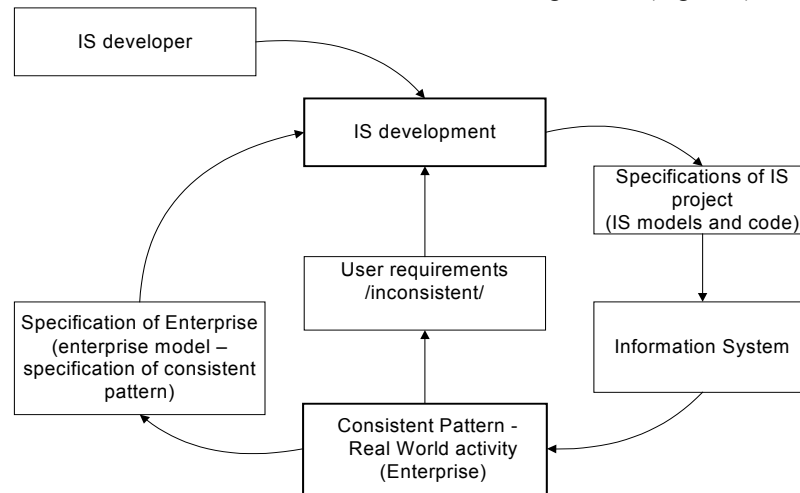 IS developer
IS development
Specifications of IS
project
(IS models and code)
User requirements
/inconsistent/
Specification of Enterprise
(enterprise model –
specification of consistent
pattern)
Information System
Consistent Pattern -
Real World activity
(Enterprise)